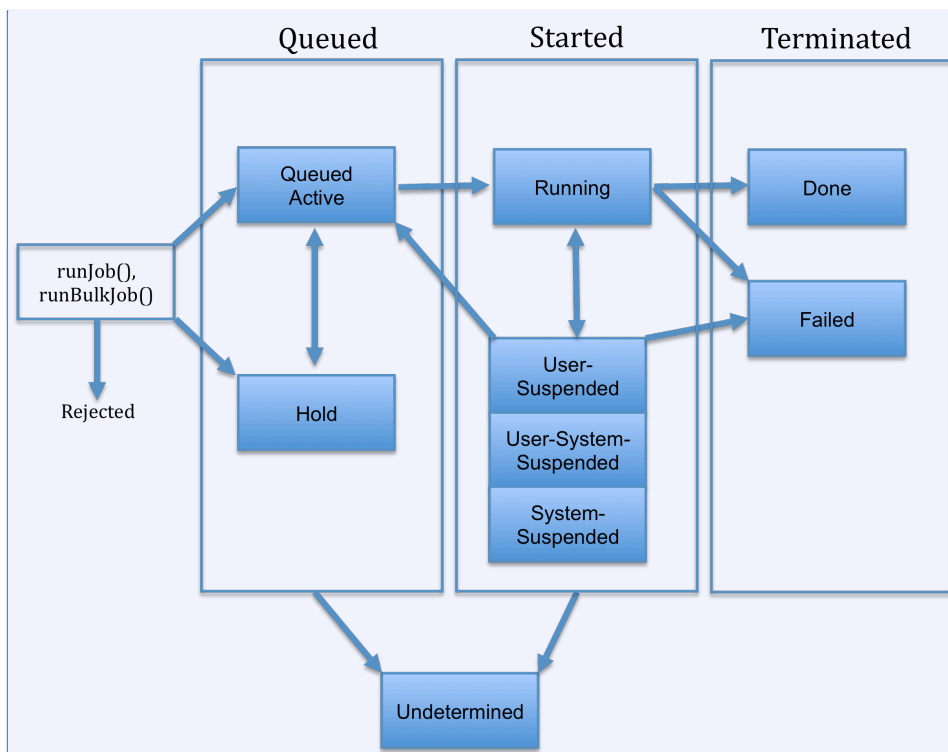 Queued
Started
Terminated
Queued
Active
Running
Done
runJob(),
runBulkJob()
Rejected
Hold
Failed
User-
Suspended
User-System-
Suspended
System-
Suspended
Undetermined